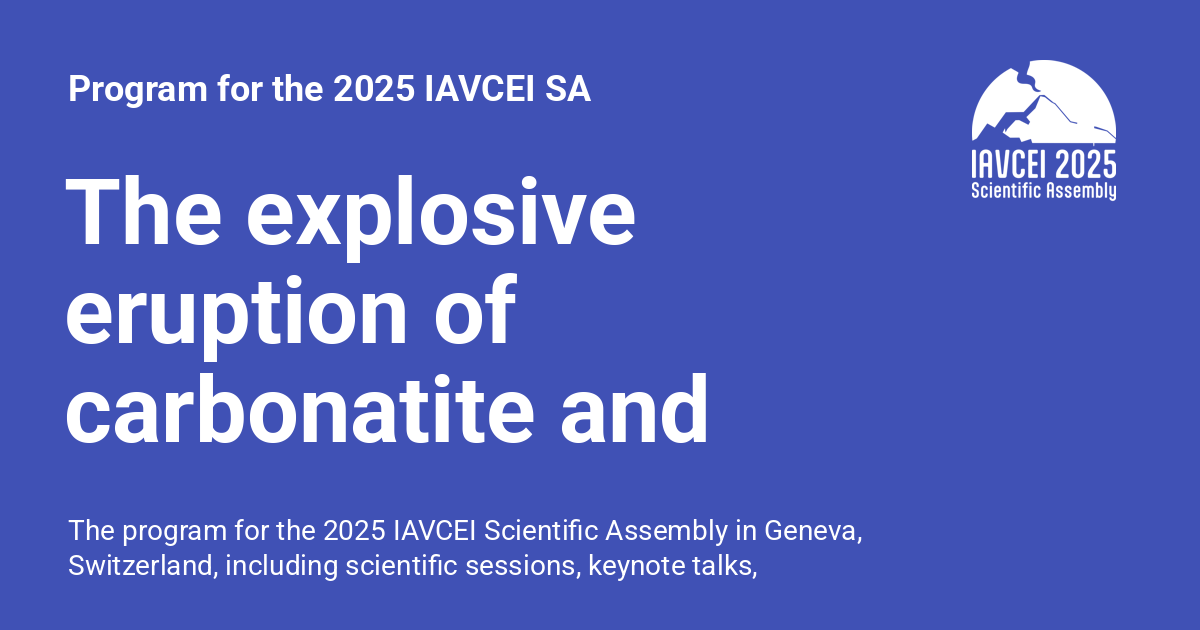 Program for the 2025 IAVCEI SA
IAVCEI 2025
Scientific Assembly
The explosive
eruption of
carbonatite and
The program for the 2025 IAVCEI Scientific Assembly in Geneva,
Switzerland, including scientific sessions, keynote talks,